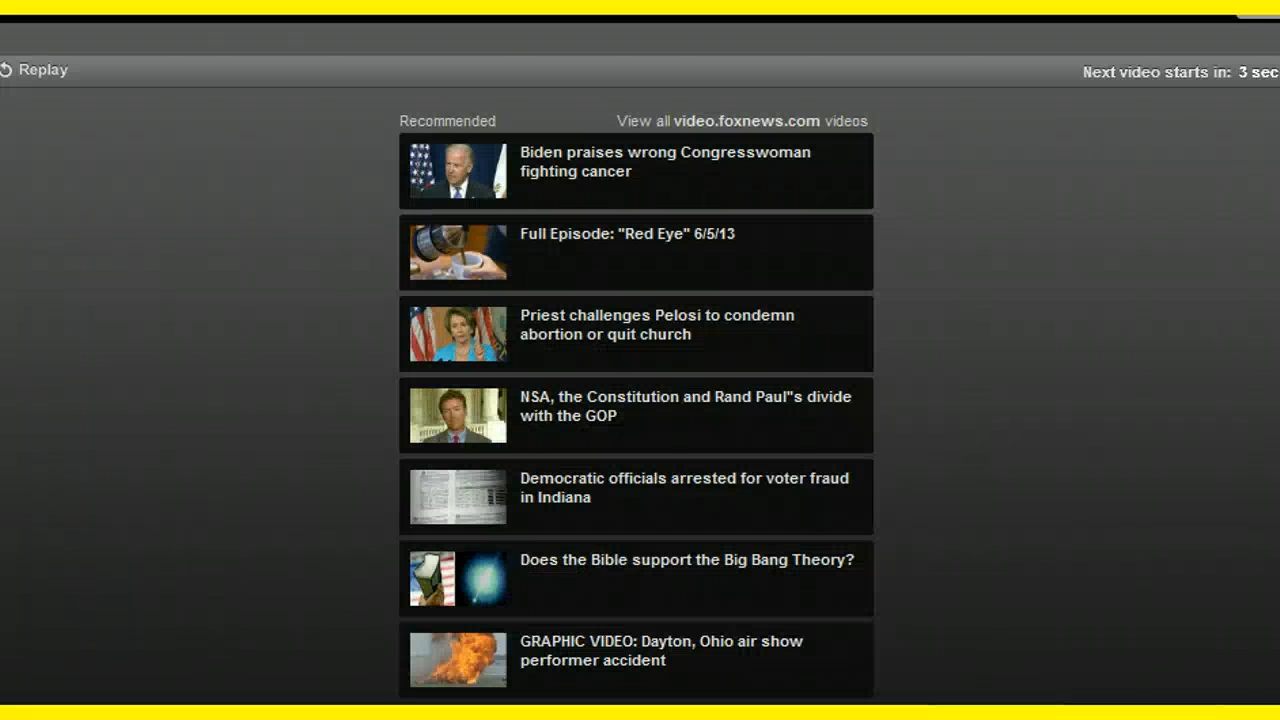 Replay
Next video starts in: 3 sec
Recommended
View all video.foxnews.com videos
Biden praises wrong Congresswoman
fighting cancer
Full Episode: "Red Eye" 6/5/13
Priest challenges Pelosi to condemn
abortion or quit church
NSA, the Constitution and Rand Paul"s divide
with the GOP
Democratic officials arrested for voter fraud
in Indiana
Does the Bible support the Big Bang Theory?
GRAPHIC VIDEO: Dayton, Ohio air show
performer accident